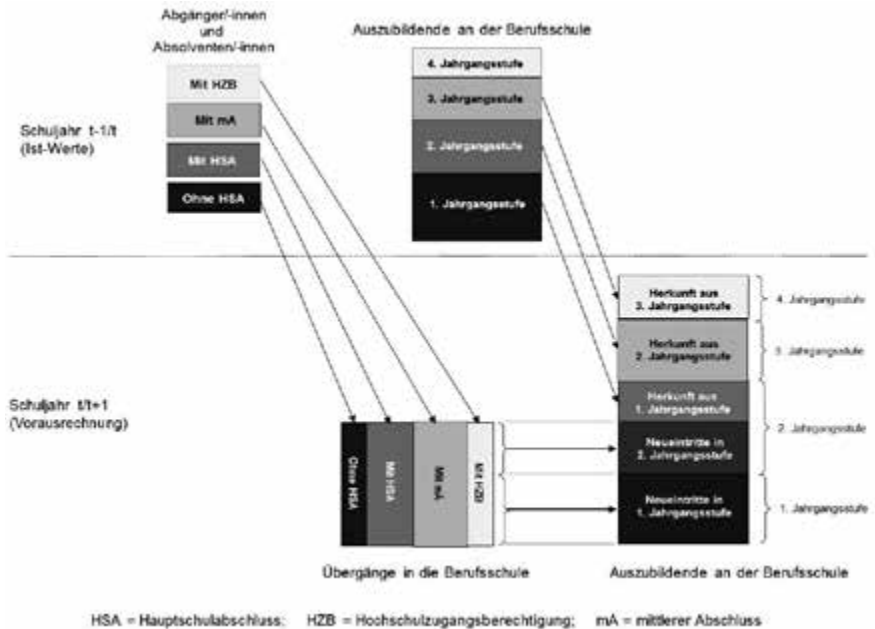 Abgänger/-innen
und
Absolventen/-innen
Auszubildende an der Berufsschule
Mit HZB
Mit mA
Mit HSA
Ohne HSA
4. Jahrgangsstufe
3. Jahrgangsstufe
2. Jahrgangsstufe
1. Jahrgangsstufe
Schuljahr t-1/t
(Ist-Werte)
Schuljahr t/t+1
(Vorausrechnung)
Herkunft aus
3. Jahrgangsstufe
Herkunft aus
2. Jahrgangsstufe
Herkunft aus
1. Jahrgangsstufe
Neueintritte in
2. Jahrgangsstufe
Neueintritte in
1. Jahrgangsstufe
4. Jahrgangsstufe
3. Jahrgangsstufe
2. Jahrgangsstufe
1. Jahrgangsstufe
Ohne HSA
Mit HSA
Mit mA
Mit HZB
Übergänge in die Berufsschule
Auszubildende an der Berufsschule
HSA = Hauptschulabschluss; HZB = Hochschulzugangsberechtigung; mA = mittlerer Abschluss